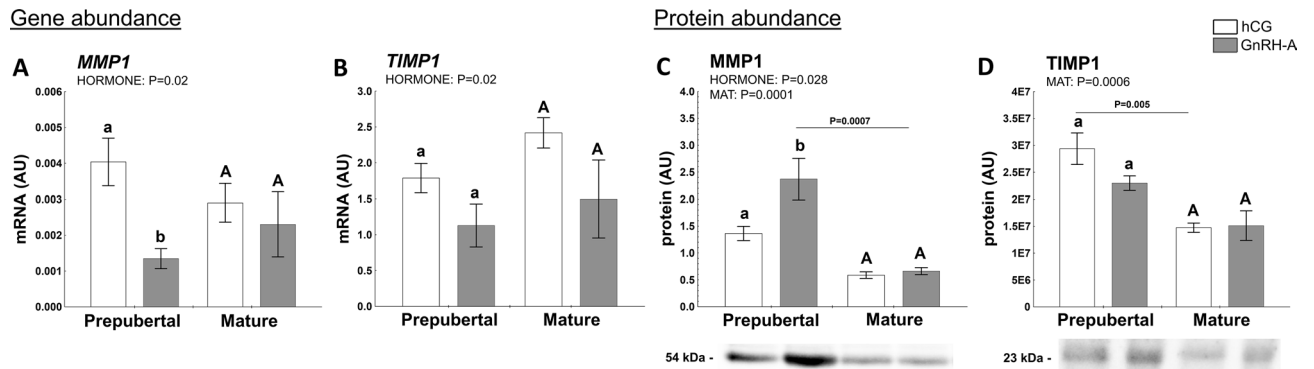 Gene abundance
Protein abundance
hCG
GnRH-A
A
MMP1
HORMONE: P=0.02
0.006
0.005
0.004
0.003
0.002
0.001
0.000
mRNA (AU)
a
b
A
A
Prepubertal
Mature
B
TIMP1
HORMONE: P=0.02
3.0
2.5
2.0
1.5
1.0
0.5
0.0
mRNA (AU)
a
a
A
A
Prepubertal
Mature
C
MMP1
HORMONE: P=0.028
MAT: P=0.0001
P=0.0007
4.0
3.5
3.0
2.5
2.0
1.5
1.0
0.5
0.0
protein (AU)
a
b
A
A
Prepubertal
Mature
54 kDa -
D
TIMP1
MAT: P=0.0006
P=0.005
4E7
3.5E7
3E7
2.5E7
2E7
1.5E7
1E7
5E6
0
protein (AU)
a
a
A
A
Prepubertal
Mature
23 kDa -